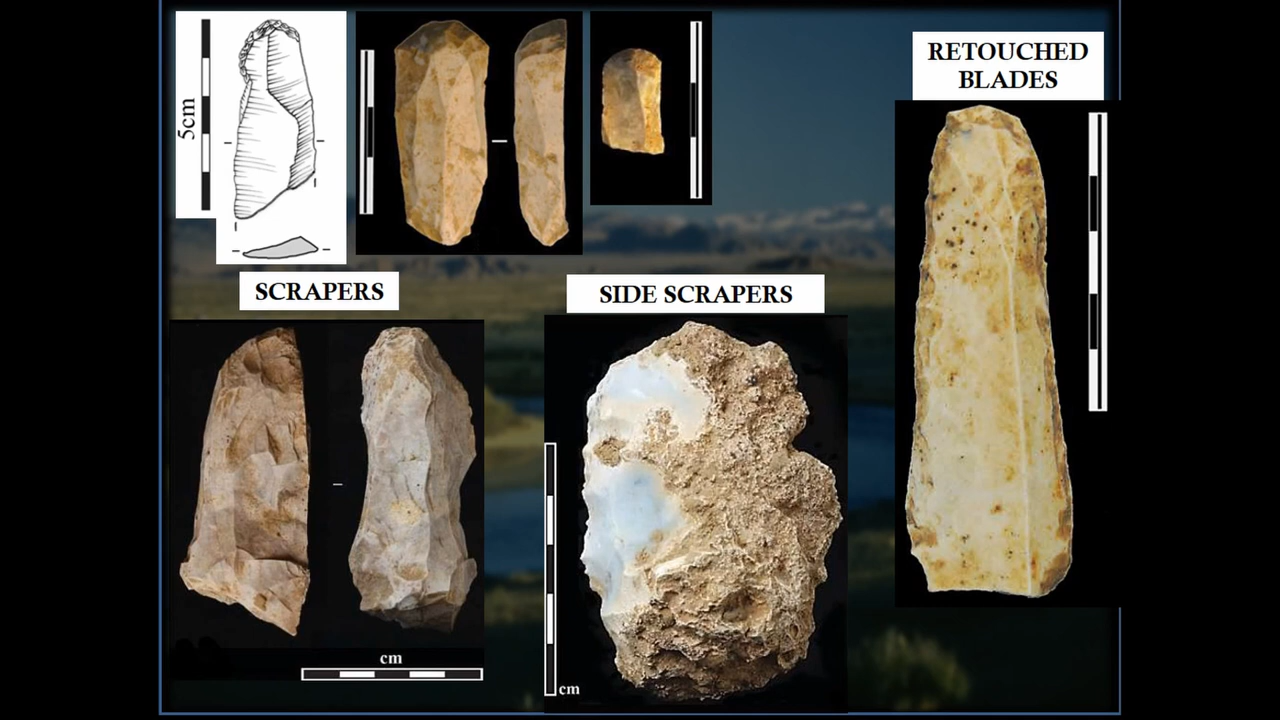 5cm
RETOUCHED
BLADES
SCRAPERS
SIDE SCRAPERS
cm
cm